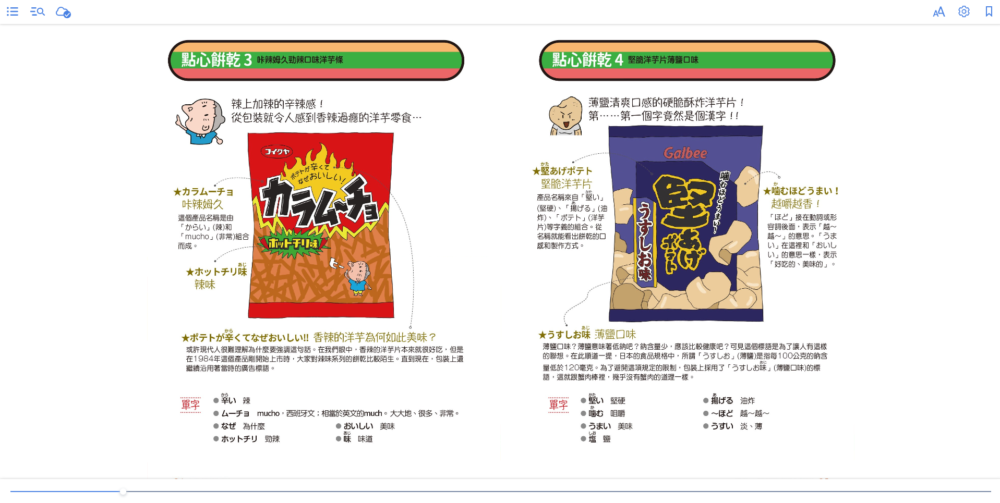 點心餅乾 3 咔辣姆久勁辣口味洋芋條
辣上加辣的辛辣感！
從包裝就令人感到香辣過癮的洋芋零食…
コイクヤ
ポテトが辛くて
なぜおいしい！
カラムーチョ
ホットチリ味
ヒー
★カラムーチョ
咔辣姆久
這個產品名稱是由
「からい」(辣)和
「mucho」(非常)組合
而成。
あじ
★ホットチリ味
辣味
から
★ポテトが辛くてなぜおいしい!! 香辣的洋芋為何如此美味？
或許現代人很難理解為什麼要強調這句話。在我們眼中，香辣的洋芋片本來就很好吃，但是
在1984年這個產品剛開始上市時，大家對辣味系列的餅乾比較陌生。直到現在，包裝上還
繼續沿用著當時的廣告標語。
單字
から
●辛い 辣
●ムーチョ mucho，西班牙文；相當於英文的much。大大地、很多、非常。
●なぜ 為什麼 ●おいしい 美味
あじ
●ホットチリ 勁辣 ●味 味道
點心餅乾 4 堅脆洋芋片薄鹽口味
薄鹽清爽口感的硬脆酥炸洋芋片！
第……第一個字竟然是個漢字！！
Galbee
噛むほどうまい！
堅あげポテト
うすしお味
かた
★堅あげポテト
堅脆洋芋片
かた
產品名稱來自「堅い」
あ
(堅硬)、「揚げる」(油
炸)、「ポテト」(洋芋
片)等字義的組合。從
名稱就能看出餅乾的口
感和製作方式。
か
★噛むほどうまい！
越嚼越香！
「ほど」接在動詞或形
容詞後面，表示「越～
越～」的意思。「うま
い」在這裡和「おいし
い」的意思一樣，表示
「好吃的、美味的」。
あじ
★うすしお味 薄鹽口味
薄鹽口味？薄鹽意味著低鈉吧？鈉含量少，應該比較健康吧？可見這個標語是為了讓人有這樣
的聯想。在此順道一提，日本的食品規格中，所謂「うすしお」(薄鹽)是指每100公克的鈉含
あじ
量低於120毫克。為了避開這項規定的限制，包裝上採用了「うすしお味」(薄鹽口味)的標
語，這就跟蟹肉棒裡，幾乎沒有蟹肉的道理一樣。
單字
かた あ
●堅い 堅硬 ●揚げる 油炸
か
●噛む 咀嚼 ●～ほど 越～越～
●うまい 美味 ●うすい 淡、薄
しお
●塩 鹽